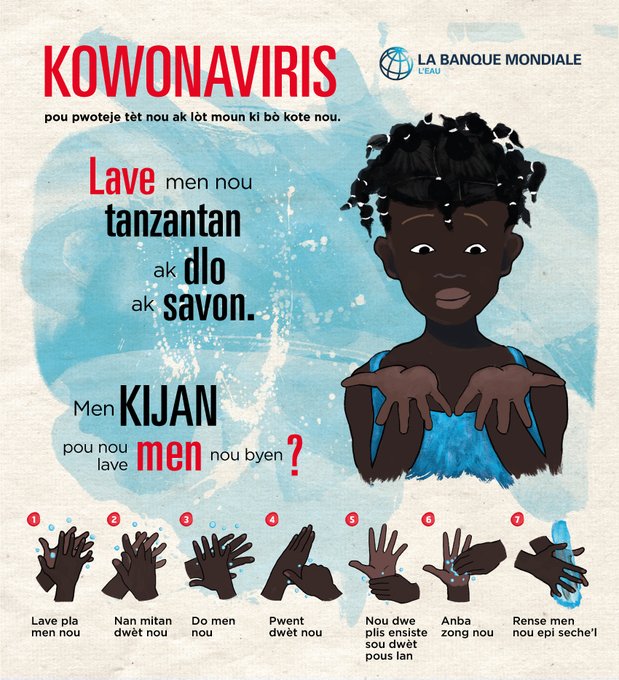 KOWONAVIRIS
LA BANQUE MONDIALE
L'EAU
pou pwoteje tèt nou ak lòt moun ki bò kote nou.
Lave men nou
tanzantan
ak dlo
ak savon.
Men KIJAN
pou nou
lave men nou byen ?
1
Lave pla
men nou
2
Nan mitan
dwèt nou
3
Do men
nou
4
Pwent
dwèt nou
5
Nou dwe
plis ensiste
sou dwèt
pous lan
6
Anba
zong nou
7
Rense men
nou epi seche'l